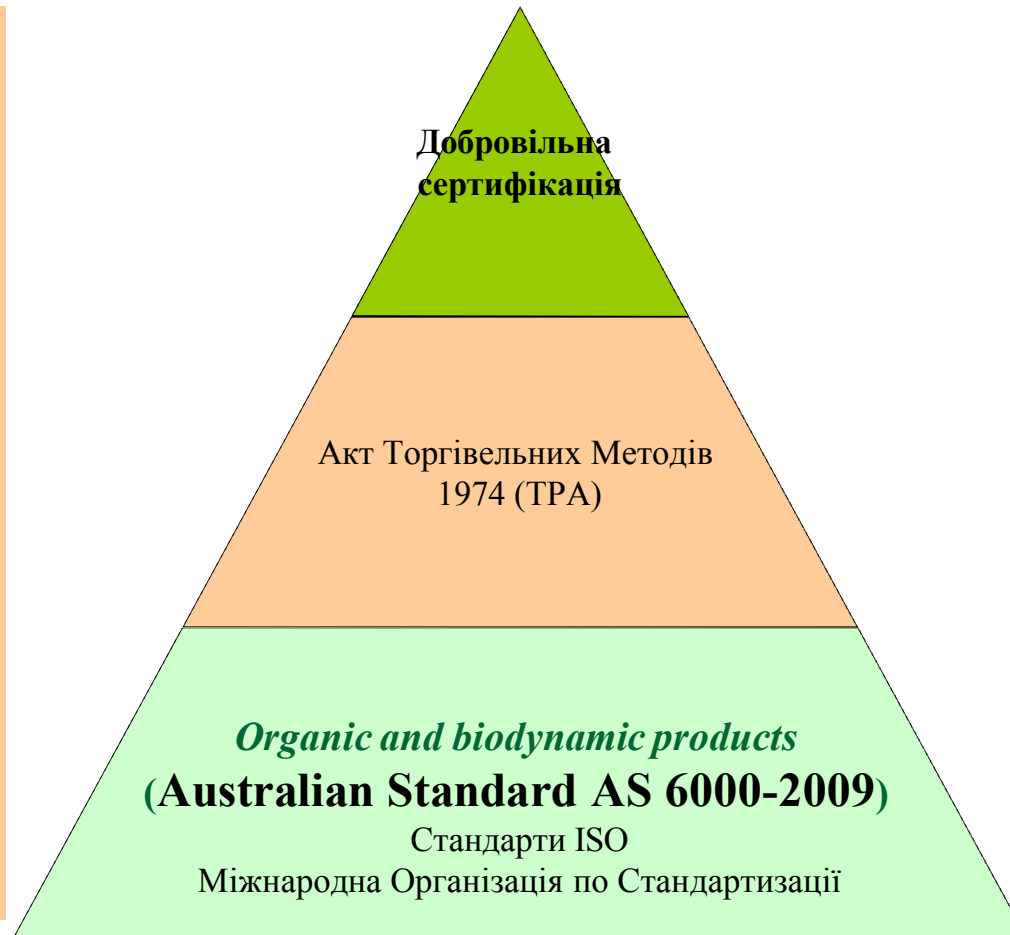 Добровільна
сертифікація
Акт Торгівельних Методів
1974 (TPA)
Organic and biodynamic products
(Australian Standard AS 6000-2009)
Стандарти ISO
Міжнародна Організація по Стандартизації